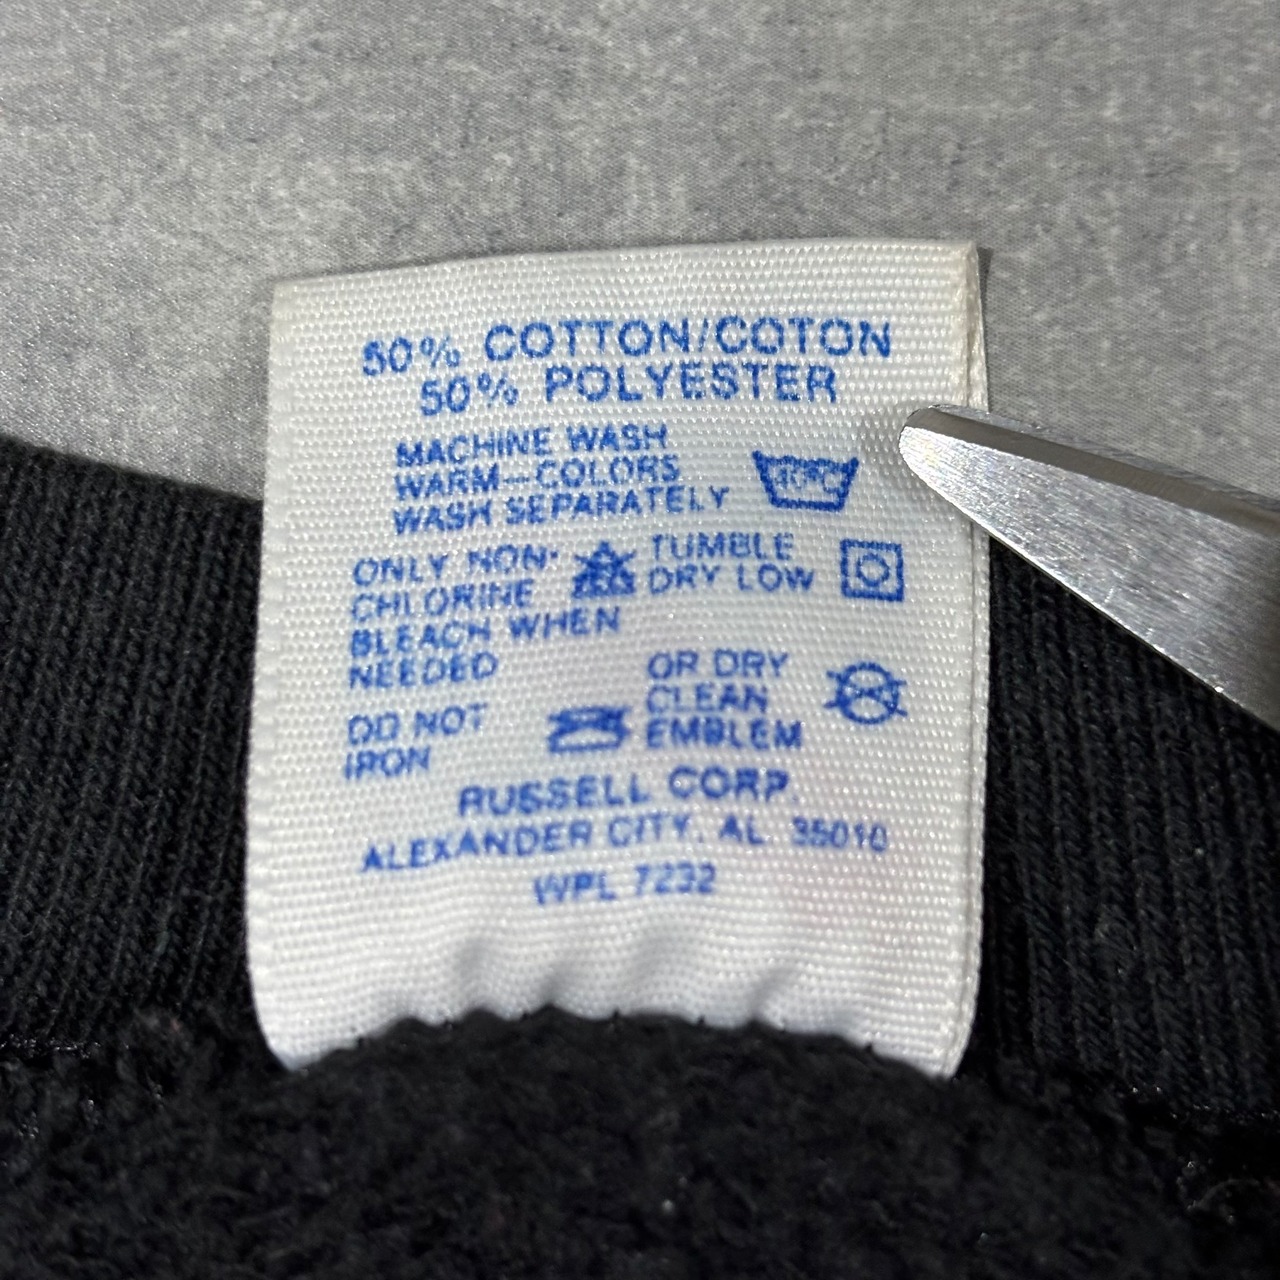 50% COTTON/COTON
50% POLYESTER
MACHINE WASH
WARM—COLORS
WASH SEPARATELY
ONLY NON-
CHLORINE
BLEACH WHEN
NEEDED
TUMBLE
DRY LOW
DO NOT
IRON
OR DRY
CLEAN
EMBLEM
RUSSELL CORP.
ALEXANDER CITY, AL 35010
WPL 7232